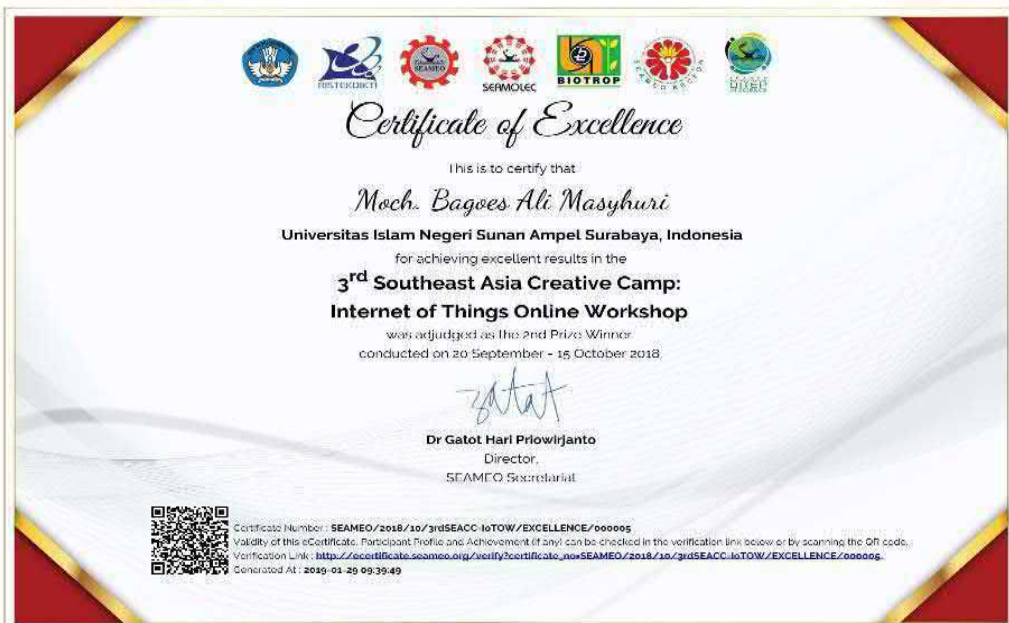 RISTEKDIKTI
SEAMEO
SEAMOLEC
BIOTROP
Certificate of Excellence
This is to certify that
Moch. Bagoes Ali Masyhuri
Universitas Islam Negeri Sunan Ampel Surabaya, Indonesia
for achieving excellent results in the
3rd Southeast Asia Creative Camp:
Internet of Things Online Workshop
was adjudged as the 2nd Prize Winner
conducted on 20 September - 15 October 2018
Dr Gatot Hari Priowirjanto
Director,
SEAMEO Secretariat
Certificate Number : SEAMEO/2018/10/3rdSEACC-IoTOW/EXCELLENCE/000005
Validity of this eCertificate, Participant Profile and Achievement (if any) can be checked in the verification link below or by scanning the QR code.
Verification Link : http://ecertificate.seameo.org/verify?certificate_no=SEAMEO/2018/10/3rdSEACC-IoTOW/EXCELLENCE/000005.
Generated At : 2019-01-29 09:39:49